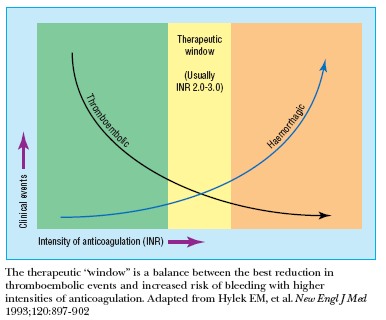 Therapeutic
window
(Usually
INR 2.0-3.0)
Thromboembolic
Haemorrhagic
Clinical events
Intensity of anticoagulation (INR)
The therapeutic "window" is a balance between the best reduction in
thromboembolic events and increased risk of bleeding with higher
intensities of anticoagulation. Adapted from Hylek EM, et al. New Engl J Med
1993;120:897-902